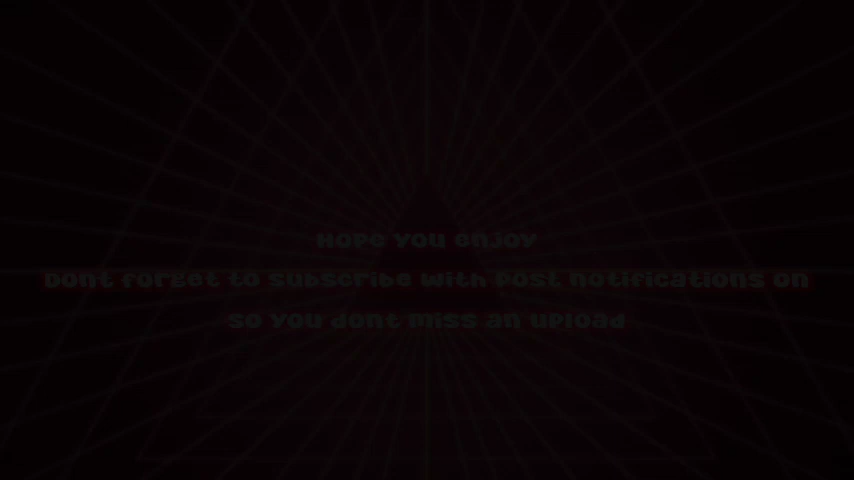 Hope you enjoy
Dont forget to subscribe with post notifications on
so you dont miss an upload